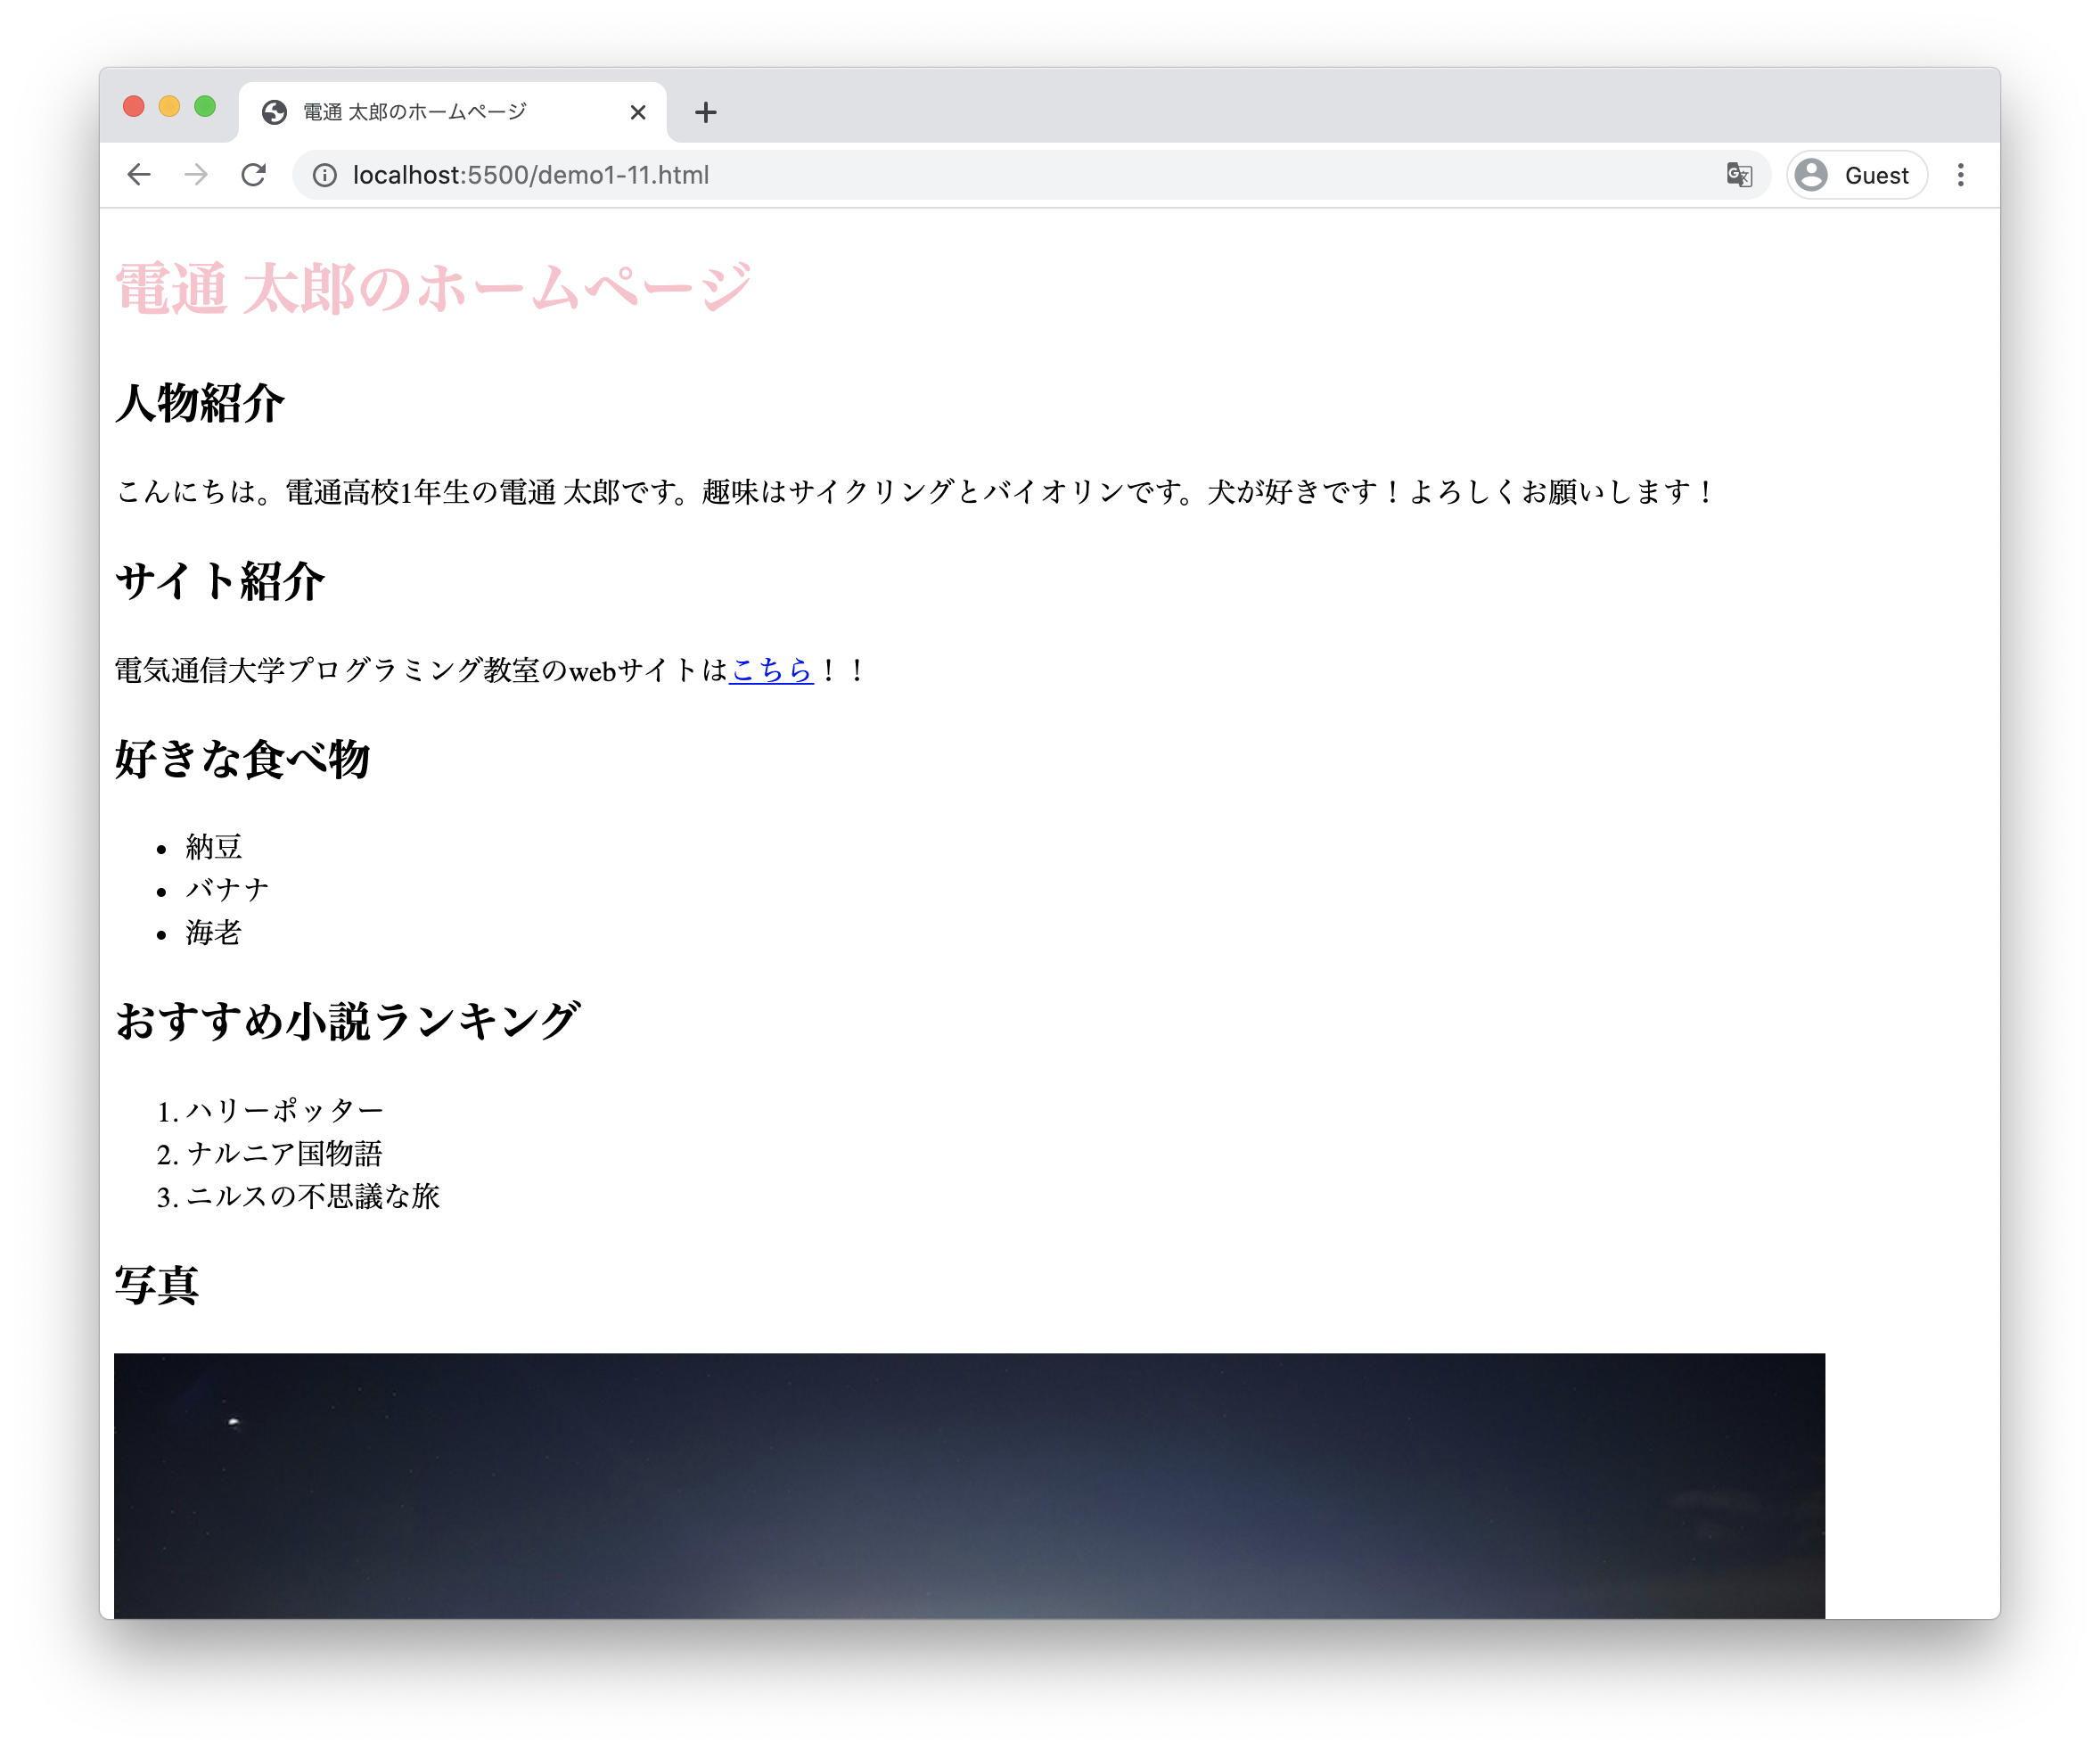 電通 太郎のホームページ
localhost:5500/demo1-11.html
Guest
電通 太郎のホームページ
人物紹介
こんにちは。電通高校1年生の電通 太郎です。趣味はサイクリングとバイオリンです。犬が好きです！よろしくお願いします！
サイト紹介
電気通信大学プログラミング教室のwebサイトはこちら！！
好きな食べ物
• 納豆
• バナナ
• 海老
おすすめ小説ランキング
1. ハリーポッター
2. ナルニア国物語
3. ニルスの不思議な旅
写真